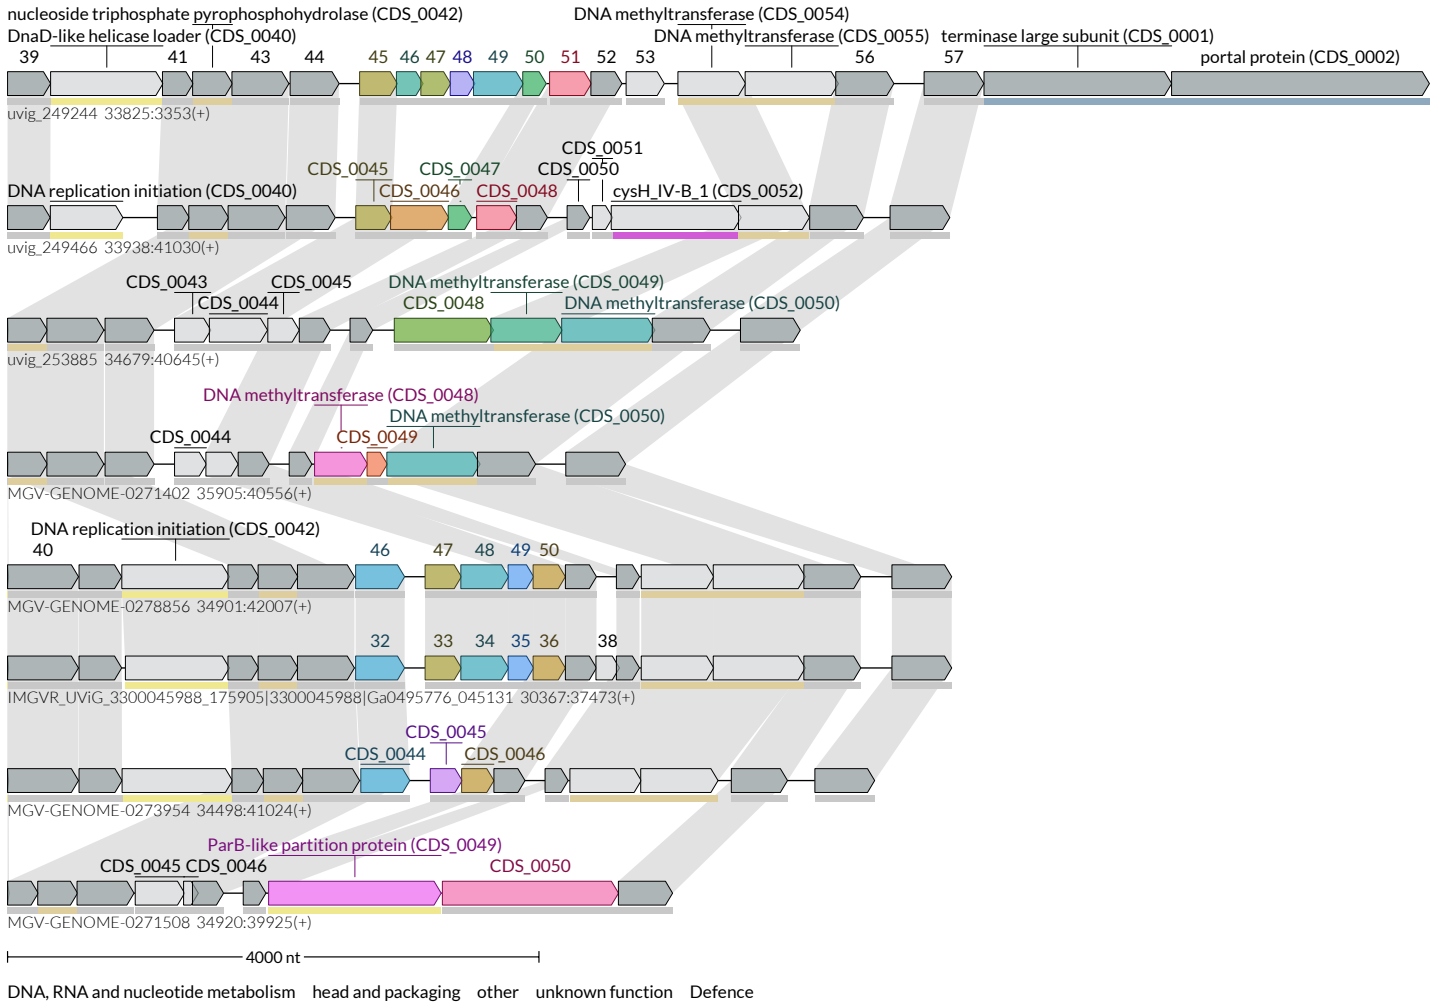 nucleoside triphosphate pyrophosphohydrolase (CDS_0042) DNA methyltransferase (CDS_0054)
DnaD-like helicase loader (CDS_0040) DNA methyltransferase (CDS_0055) terminase large subunit (CDS_0001)
39 41 43 44 45 46 47 48 49 50 51 52 53 56 57 portal protein (CDS_0002)
uvig_249244 33825:3353(+)
CDS_0051
CDS_0045 CDS_0047 CDS_0050
DNA replication initiation (CDS_0040) CDS_0046 CDS_0048 cysH_IV-B_1 (CDS_0052)
uvig_249466 33938:41030(+)
CDS_0043 CDS_0045 DNA methyltransferase (CDS_0049)
CDS_0044 CDS_0048 DNA methyltransferase (CDS_0050)
uvig_253885 34679:40645(+)
DNA methyltransferase (CDS_0048)
DNA methyltransferase (CDS_0050)
CDS_0044 CDS_0049
MGV-GENOME-0271402 35905:40556(+)
DNA replication initiation (CDS_0042)
40 46 47 48 49 50
MGV-GENOME-0278856 34901:42007(+)
32 33 34 35 36 38
IMGVR_UViG_3300045988_175905|3300045988|Ga0495776_045131 30367:37473(+)
CDS_0045
CDS_0044 CDS_0046
MGV-GENOME-0273954 34498:41024(+)
ParB-like partition protein (CDS_0049)
CDS_0045 CDS_0046 CDS_0050
MGV-GENOME-0271508 34920:39925(+)
4000 nt
DNA, RNA and nucleotide metabolism head and packaging other unknown function Defence